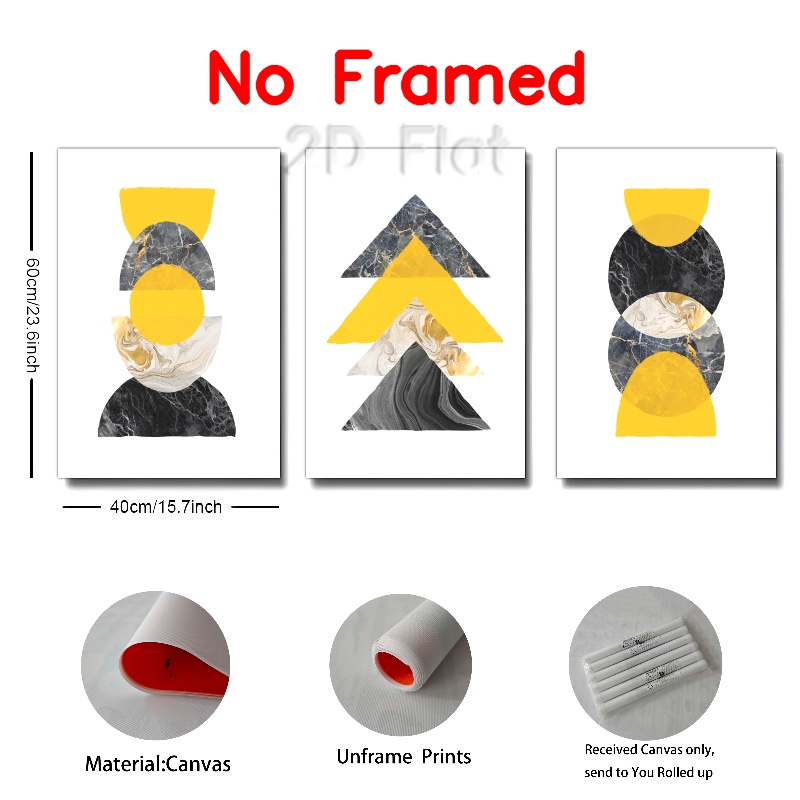 No Framed
2D Flat
60cm/23.6inch
40cm/15.7inch
Material:Canvas
Unframe Prints
Received Canvas only,
send to You Rolled up